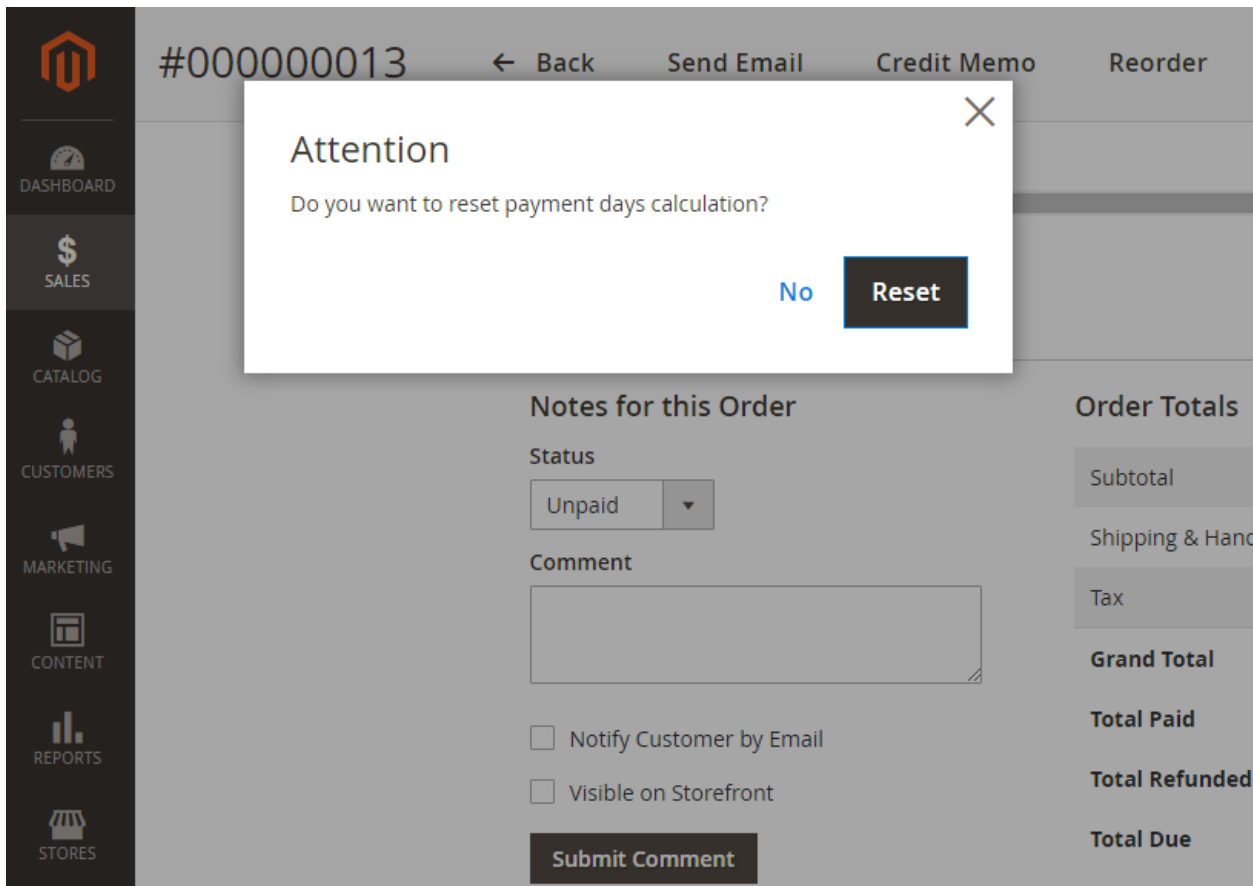 #000000013
Back
Send Email
Credit Memo
Reorder
DASHBOARD
SALES
CATALOG
CUSTOMERS
MARKETING
CONTENT
REPORTS
STORES
Attention
Do you want to reset payment days calculation?
No
Reset
Notes for this Order
Status
Unpaid
Comment
Notify Customer by Email
Visible on Storefront
Submit Comment
Order Totals
Subtotal
Shipping & Hand
Tax
Grand Total
Total Paid
Total Refunded
Total Due